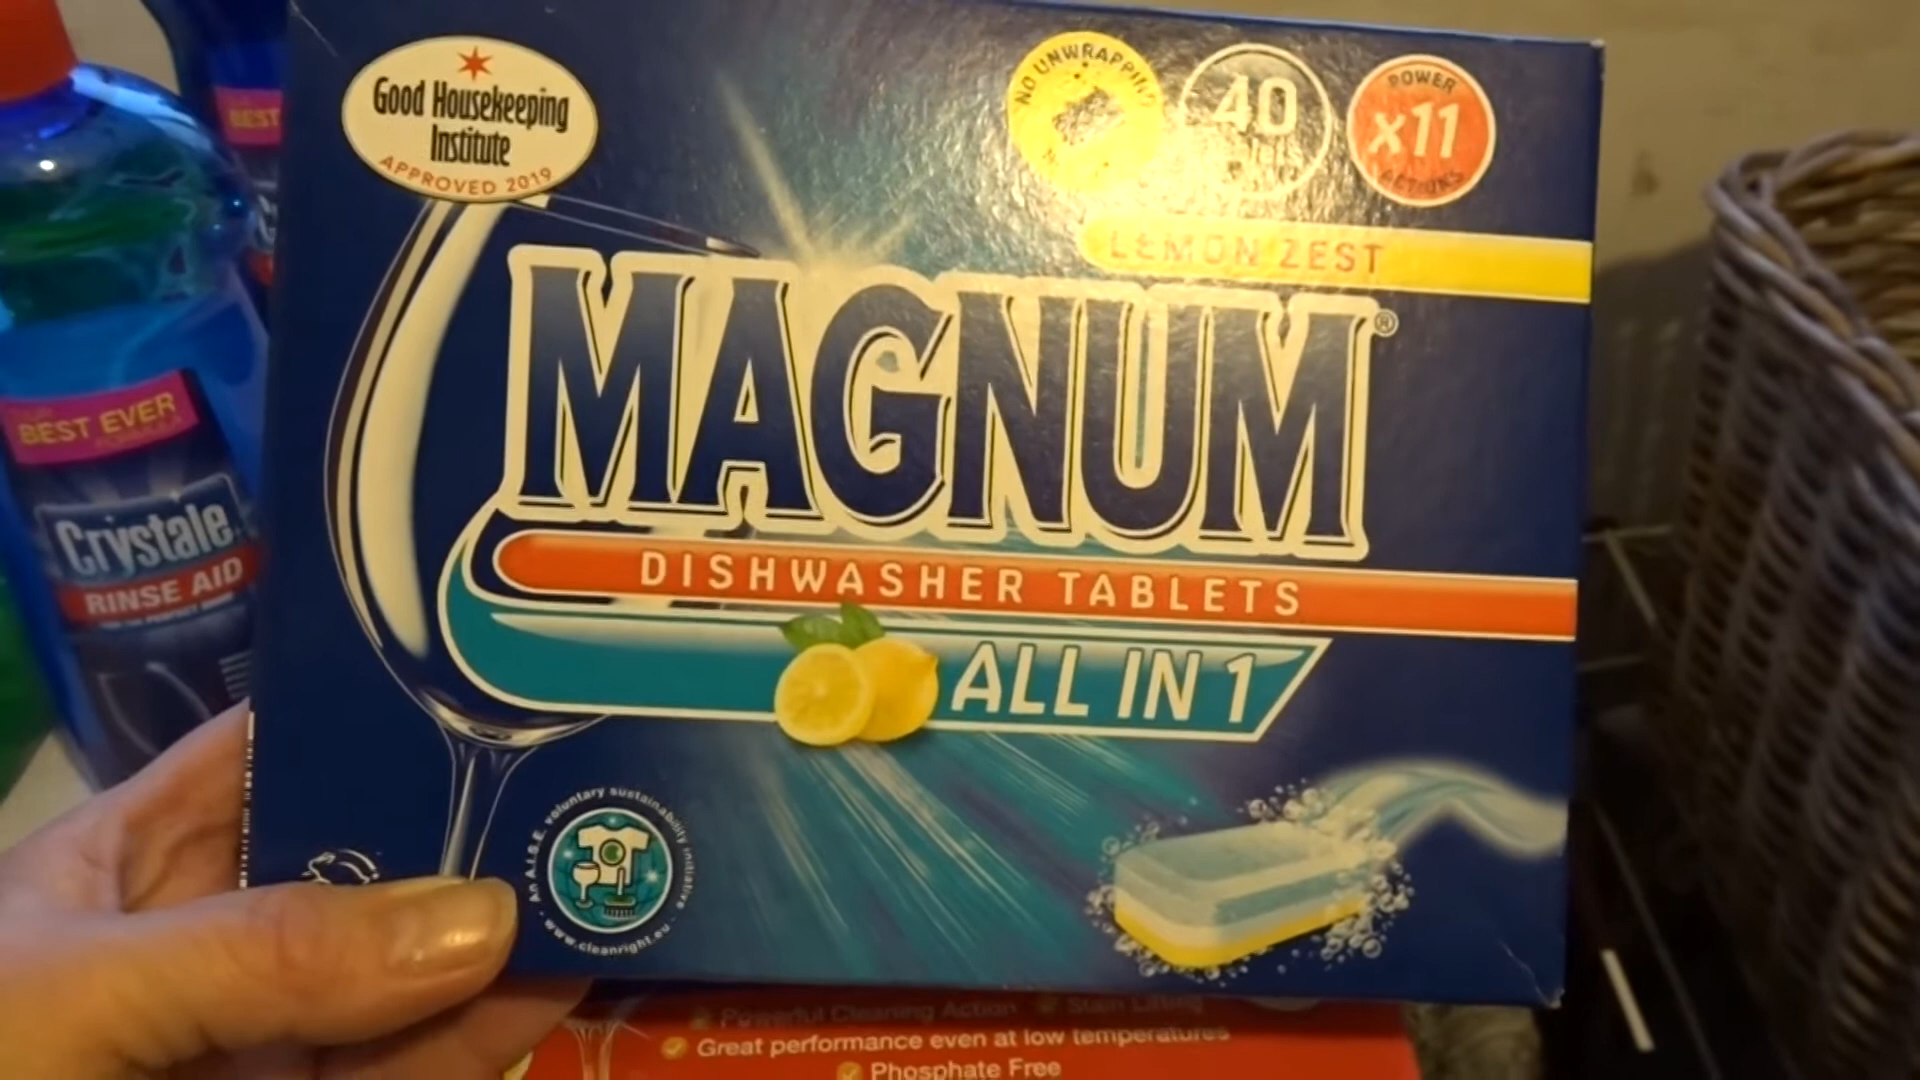 Good Housekeeping
Institute
APPROVED 2019
NO UNWRAPPING
40
POWER
x11
ACTIONS
LEMON ZEST
MAGNUM®
DISHWASHER TABLETS
ALL IN 1
An A.I.S.E. voluntary sustainability initiative
www.cleanright.eu
BEST
BEST EVER
Crystale
RINSE AID
Powerful Cleaning Action
Stain Lifting
Great performance even at low temperatures
Phosphate Free